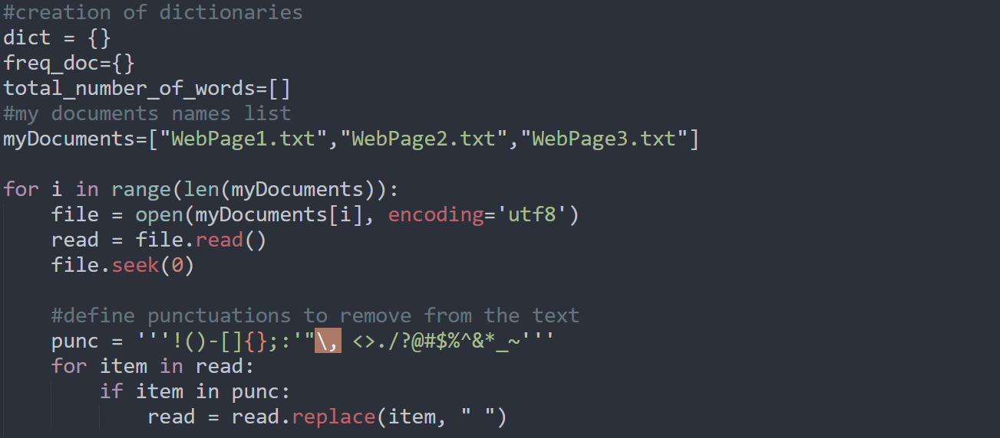 #creation of dictionaries
dict = {}
freq_doc={}
total_number_of_words=[]
#my documents names list
myDocuments=["WebPage1.txt","WebPage2.txt","WebPage3.txt"]
for i in range(len(myDocuments)):
    file = open(myDocuments[i], encoding='utf8')
    read = file.read()
    file.seek(0)
    #define punctuations to remove from the text
    punc = '''!()-[]{};:'"\, <>./?@#$%^&*_~'''
    for item in read:
        if item in punc:
            read = read.replace(item, " ")